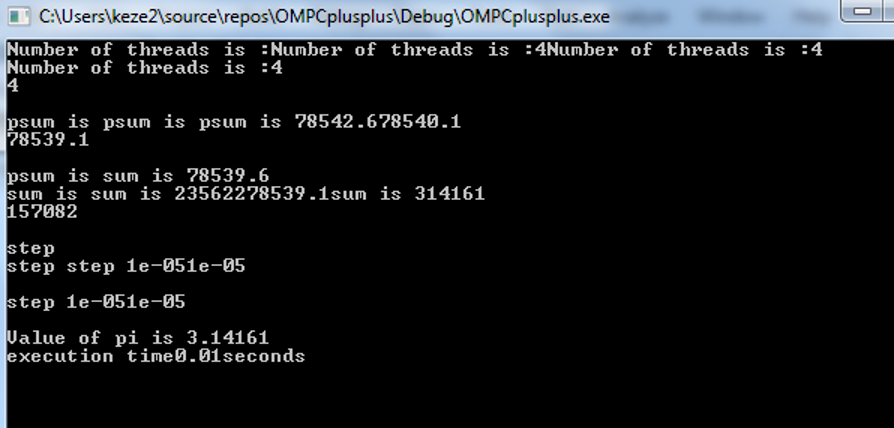 C:\Users\keze2\source\repos\OMPCplusplus\Debug\OMPCplusplus.exe
Number of threads is :Number of threads is :4Number of threads is :4
Number of threads is :4
4
psum is psum is psum is 78542.678540.1
78539.1
psum is sum is 78539.6
sum is sum is 23562278539.1sum is 314161
157082
step
step step 1e-051e-05
step 1e-051e-05
Value of pi is 3.14161
execution time0.01seconds